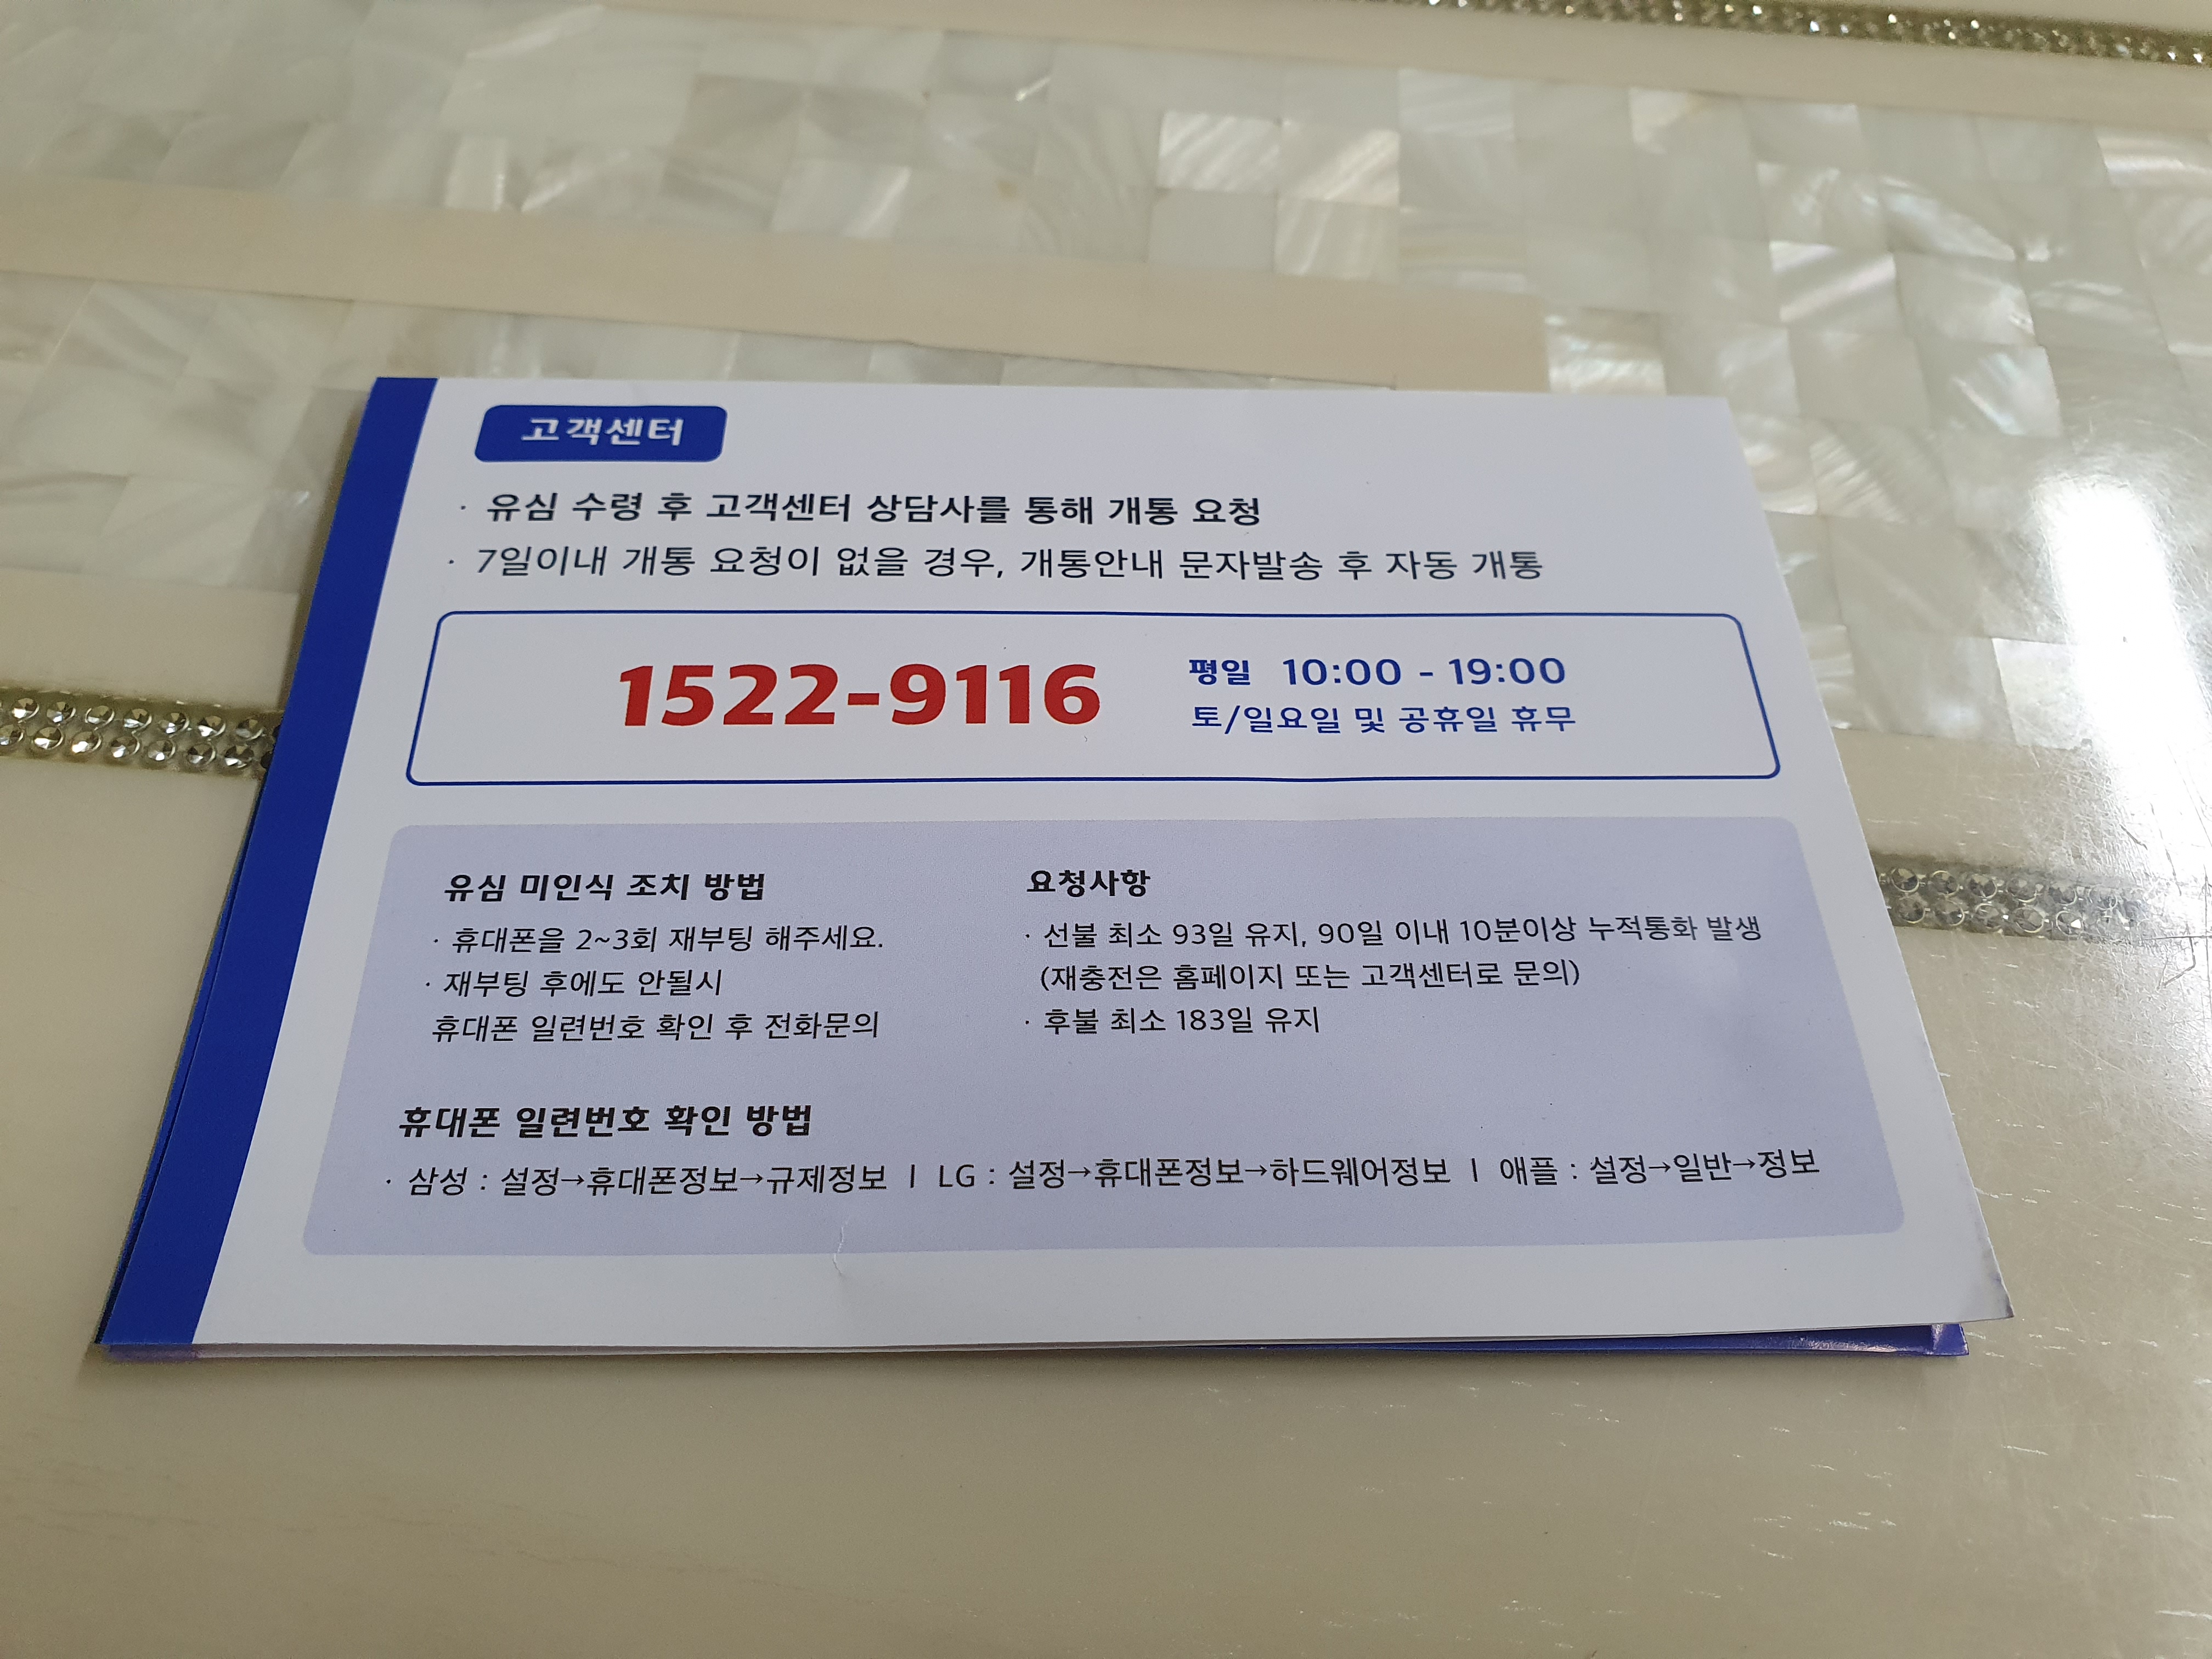 고객센터
· 유심 수령 후 고객센터 상담사를 통해 개통 요청
· 7일이내 개통 요청이 없을 경우, 개통안내 문자발송 후 자동 개통
1522-9116
평일 10:00 - 19:00
토/일요일 및 공휴일 휴무
유심 미인식 조치 방법
· 휴대폰을 2~3회 재부팅 해주세요.
· 재부팅 후에도 안될시
휴대폰 일련번호 확인 후 전화문의
요청사항
· 선불 최소 93일 유지, 90일 이내 10분이상 누적통화 발생
(재충전은 홈페이지 또는 고객센터로 문의)
· 후불 최소 183일 유지
휴대폰 일련번호 확인 방법
· 삼성 : 설정→휴대폰정보→규제정보 | LG : 설정→휴대폰정보→하드웨어정보 | 애플 : 설정→일반→정보